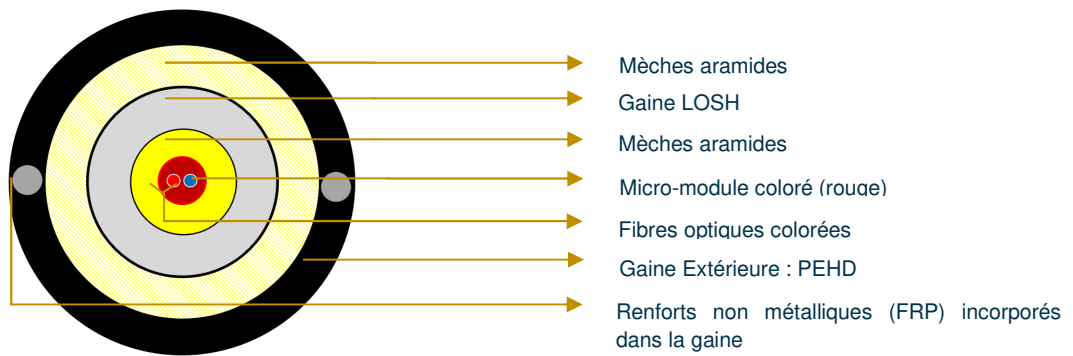 Mèches aramides
Gaine LOSH
Mèches aramides
Micro-module coloré (rouge)
Fibres optiques colorées
Gaine Extérieure : PEHD
Renforts non métalliques (FRP) incorporés
dans la gaine